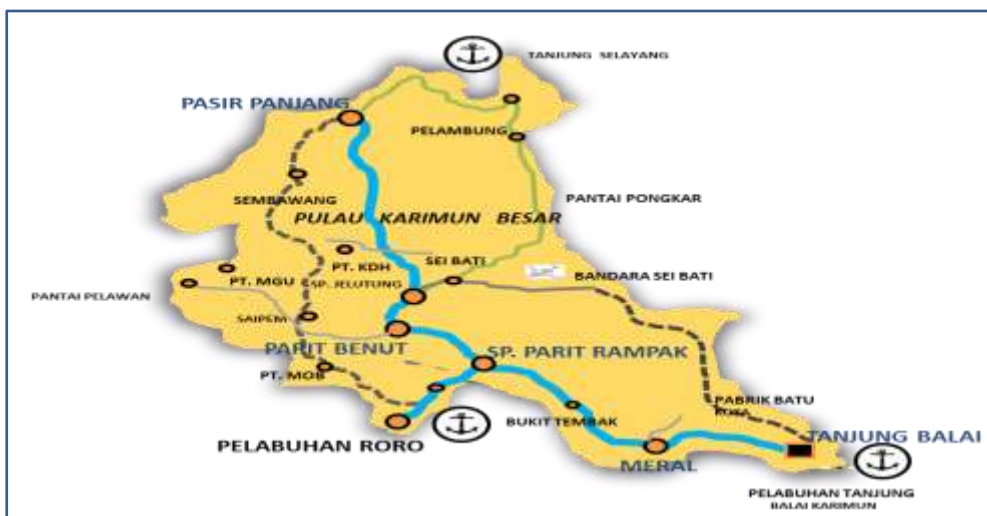 TANJUNG SELAYANG
PASIR PANJANG
PELAMBUNG
SEMBAWANG
PANTAI PONGKAR
PULAU KARIMUN BESAR
SEI BATI
PT. KDH
BANDARA SEI BATI
PT. MGU
SP. JELUTUNG
PANTAI PELAWAN
SAIPEM
PARIT BENUT
SP. PARIT RAMPAK
PT. MOB
PABRIK BATU
BUKIT TEMBAK
PELABUHAN RORO
TANJUNG BALAI
MERAL
PELABUHAN TANJUNG
BALAI KARIMUN